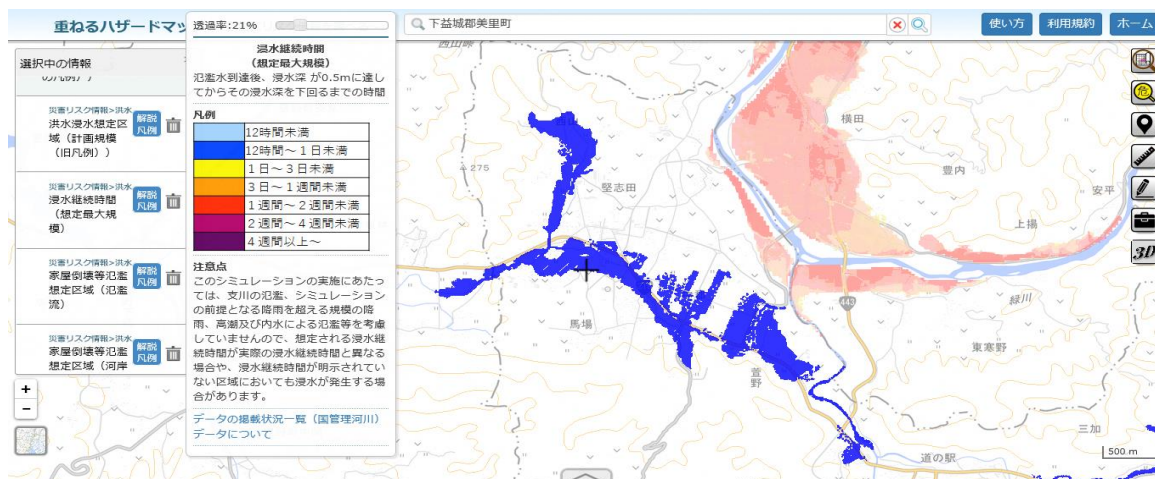 重ねるハザードマッ
透過率:21%
下益城郡美里町
使い方
利用規約
ホーム
選択中の情報
災害リスク情報>洪水
洪水浸水想定区
域（計画規模
（旧凡例））
解説
凡例
災害リスク情報>洪水
浸水継続時間
（想定最大規
模）
解説
凡例
災害リスク情報>洪水
家屋倒壊等氾濫
想定区域（氾濫
流）
解説
凡例
災害リスク情報>洪水
家屋倒壊等氾濫
想定区域（河岸
解説
凡例
+
−
浸水継続時間
（想定最大規模）
氾濫水到達後、浸水深 が0.5mに達し
てからその浸水深を下回るまでの時間
凡例
12時間未満
12時間～1日未満
1日～3日未満
3日～1週間未満
1週間～2週間未満
2週間～4週間未満
4週間以上～
注意点
このシミュレーションの実施にあたっ
ては、支川の氾濫、シミュレーション
の前提となる降雨を超える規模の降
雨、高潮及び内水による氾濫等を考慮
していませんので、想定される浸水継
続時間が実際の浸水継続時間と異なる
場合や、浸水継続時間が明示されてい
ない区域においても浸水が発生する場
合があります。
データの掲載状況一覧（国管理河川）
データについて
横田
275
堅志田
豊内
安平
上揚
443
緑川
馬場
東寒野
萱野
三加
道の駅
危
3D
500 m